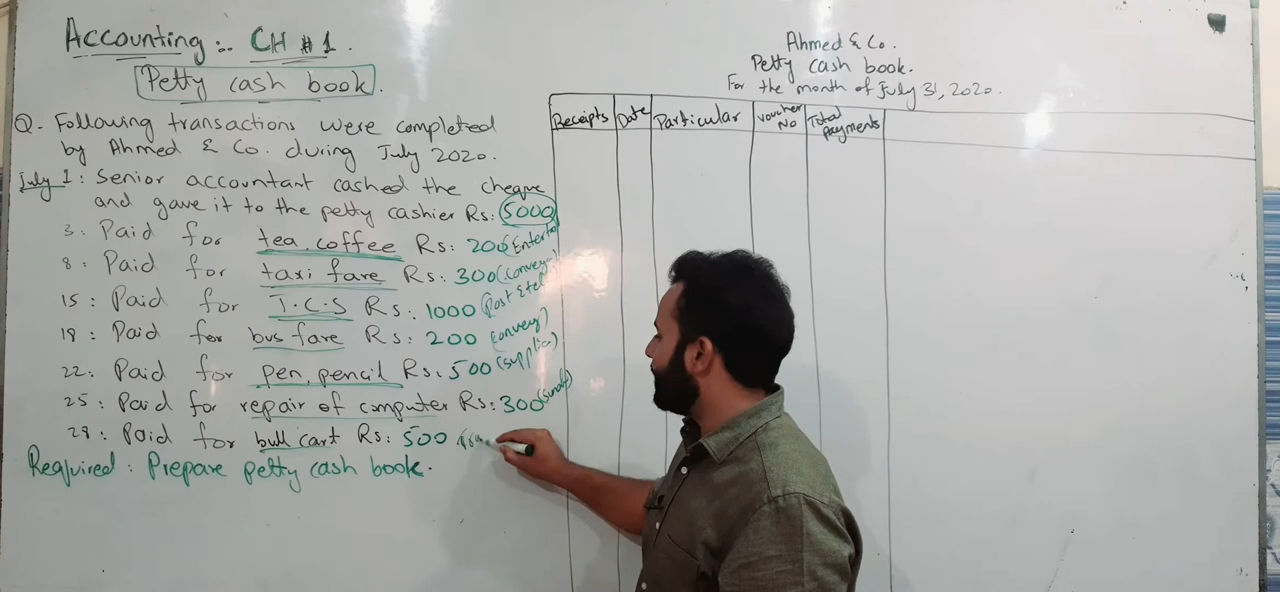 Accounting :- CH # 1.
Petty cash book.
Q. Following transactions were completed
by Ahmed & Co. during July 2020.
July 1 : Senior accountant cashed the cheque
and gave it to the petty cashier Rs: 5000
3: Paid for tea, coffee Rs: 200 (Enterta
8: Paid for taxi fare Rs: 300 (convey)
15: Paid for T.C.S Rs: 1000 (Post & tel
18: Paid for bus fare Rs: 200 (convey)
22: Paid for pen, pencil Rs. 500
25: Paid for repair of computer Rs: 300
28: Paid for bull cart Rs: 500
Required : Prepare petty cash book.
Ahmed & Co.
Petty cash book.
For the month of July 31, 2020.
Receipts Date Particular Voucher No Total payments